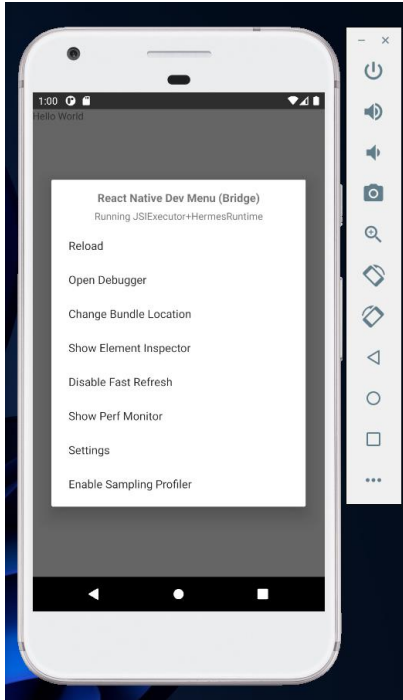 1:00
Hello World
React Native Dev Menu (Bridge)
Running JSIExecutor+HermesRuntime
Reload
Open Debugger
Change Bundle Location
Show Element Inspector
Disable Fast Refresh
Show Perf Monitor
Settings
Enable Sampling Profiler